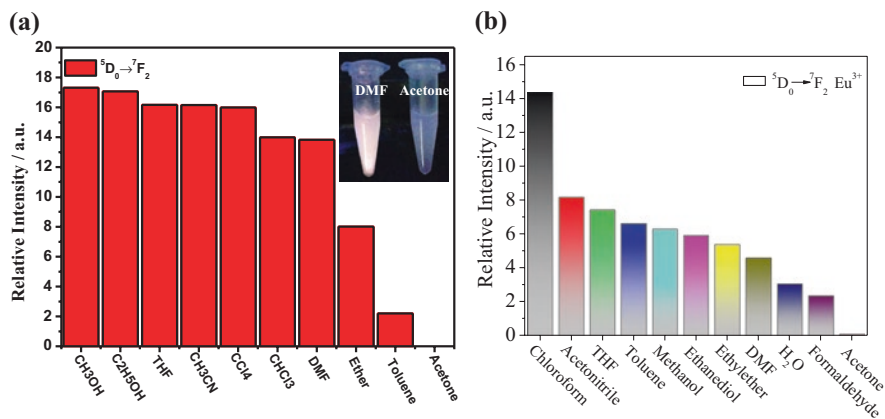 (a)
20
18
16
14
12
10
8
6
4
2
0
Relative Intensity / a.u.
⁵D₀→⁷F₂
DMF Acetone
CH3OH
C2H5OH
THF
CH3CN
CCl4
CHCl3
DMF
Ether
Toluene
Acetone
(b)
16
14
12
10
8
6
4
2
0
Relative Intensity / a.u.
⁵D₀→⁷F₂ Eu³⁺
Chloroform
Acetonitrile
THF
Toluene
Methanol
Ethanediol
Ethylether
DMF
H₂O
Formaldehyde
Acetone